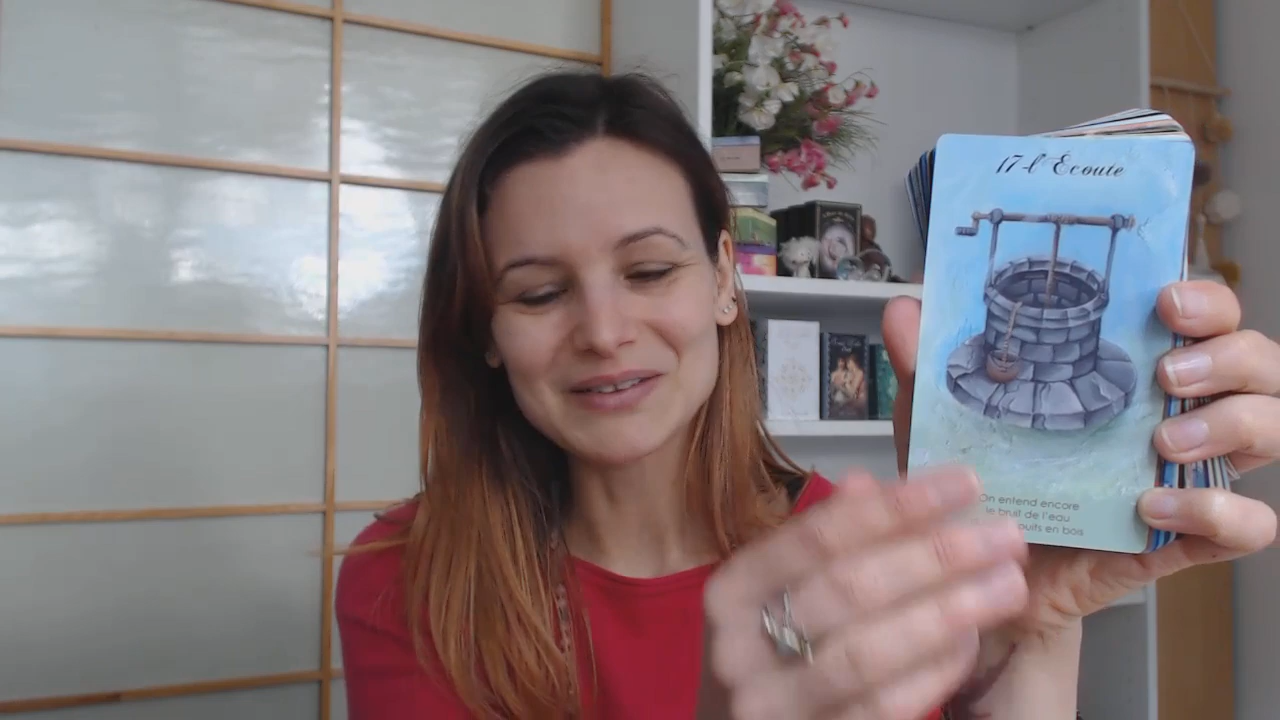 17-l'Écoute
On entend encore
le bruit de l'eau
puits en bois